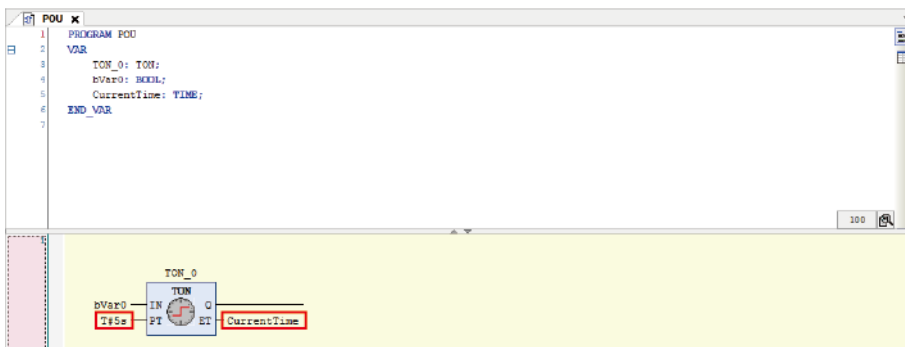 POU
1 PROGRAM POU
2 VAR
3 TON_0: TON;
4 bVar0: BOOL;
5 CurrentTime: TIME;
6 END_VAR
7
100
1
TON_0
TON
bVar0 IN Q
T#5s PT ET CurrentTime